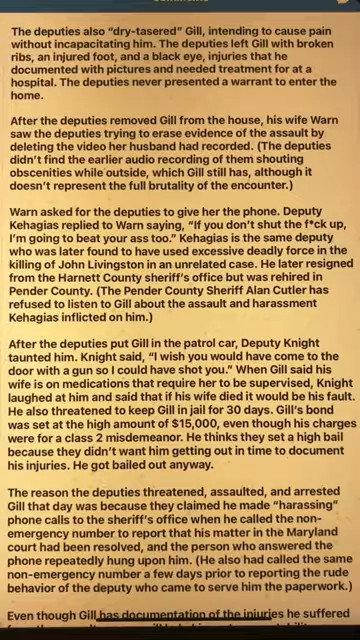 The deputies also “dry-tasered” Gill, intending to cause pain
without incapacitating him. The deputies left Gill with broken
ribs, an injured foot, and a black eye, injuries that he
documented with pictures and needed treatment for at a
hospital. The deputies never presented a warrant to enter the
home.
After the deputies removed Gill from the house, his wife Warn
saw the deputies trying to erase evidence of the assault by
deleting the video her husband had recorded. (The deputies
didn’t find the earlier audio recording of them shouting
obscenities while outside, which Gill still has, although it
doesn’t represent the full brutality of the encounter.)
Warn asked for the deputies to give her the phone. Deputy
Kehagias replied to Warn saying, “If you don’t shut the f*ck up,
I’m going to beat your ass too.” Kehagias is the same deputy
who was later found to have used excessive deadly force in the
killing of John Livingston in an unrelated case. He later resigned
from the Harnett County sheriff’s office but was rehired in
Pender County. (The Pender County Sheriff Alan Cutler has
refused to listen to Gill about the assault and harassment
Kehagias inflicted on him.)
After the deputies put Gill in the patrol car, Deputy Knight
taunted him. Knight said, “I wish you would have come to the
door with a gun so I could have shot you.” When Gill said his
wife is on medications that require her to be supervised, Knight
laughed at him and said that if his wife died it would be his fault.
He also threatened to keep Gill in jail for 30 days. Gill’s bond
was set at the high amount of $15,000, even though his charges
were for a class 2 misdemeanor. He thinks they set a high bail
because they didn’t want him getting out in time to document
his injuries. He got bailed out anyway.
The reason the deputies threatened, assaulted, and arrested
Gill that day was because they claimed he made “harassing”
phone calls to the sheriff’s office when he called the non-
emergency number to report that his matter in the Maryland
court had been resolved, and the person who answered the
phone repeatedly hung upon him. (He also had called the same
non-emergency number a few days prior to reporting the rude
behavior of the deputy who came to serve him the paperwork.)
Even though Gill has documentation of the injuries he suffered